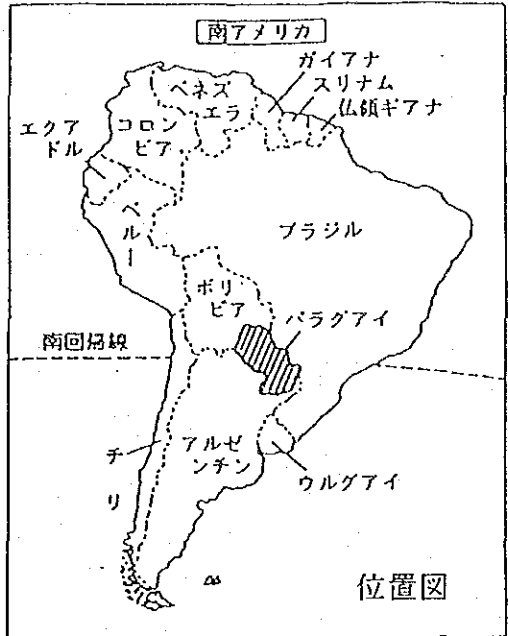 南アメリカ
ガイアナ
スリナム
仏領ギアナ
ベネズ
エラ
コロン
ビア
エクア
ドル
ペルー
ブラジル
ボリ
ビア
パラグアイ
南回帰線
チリ
アルゼ
ンチン
ウルグアイ
位置図